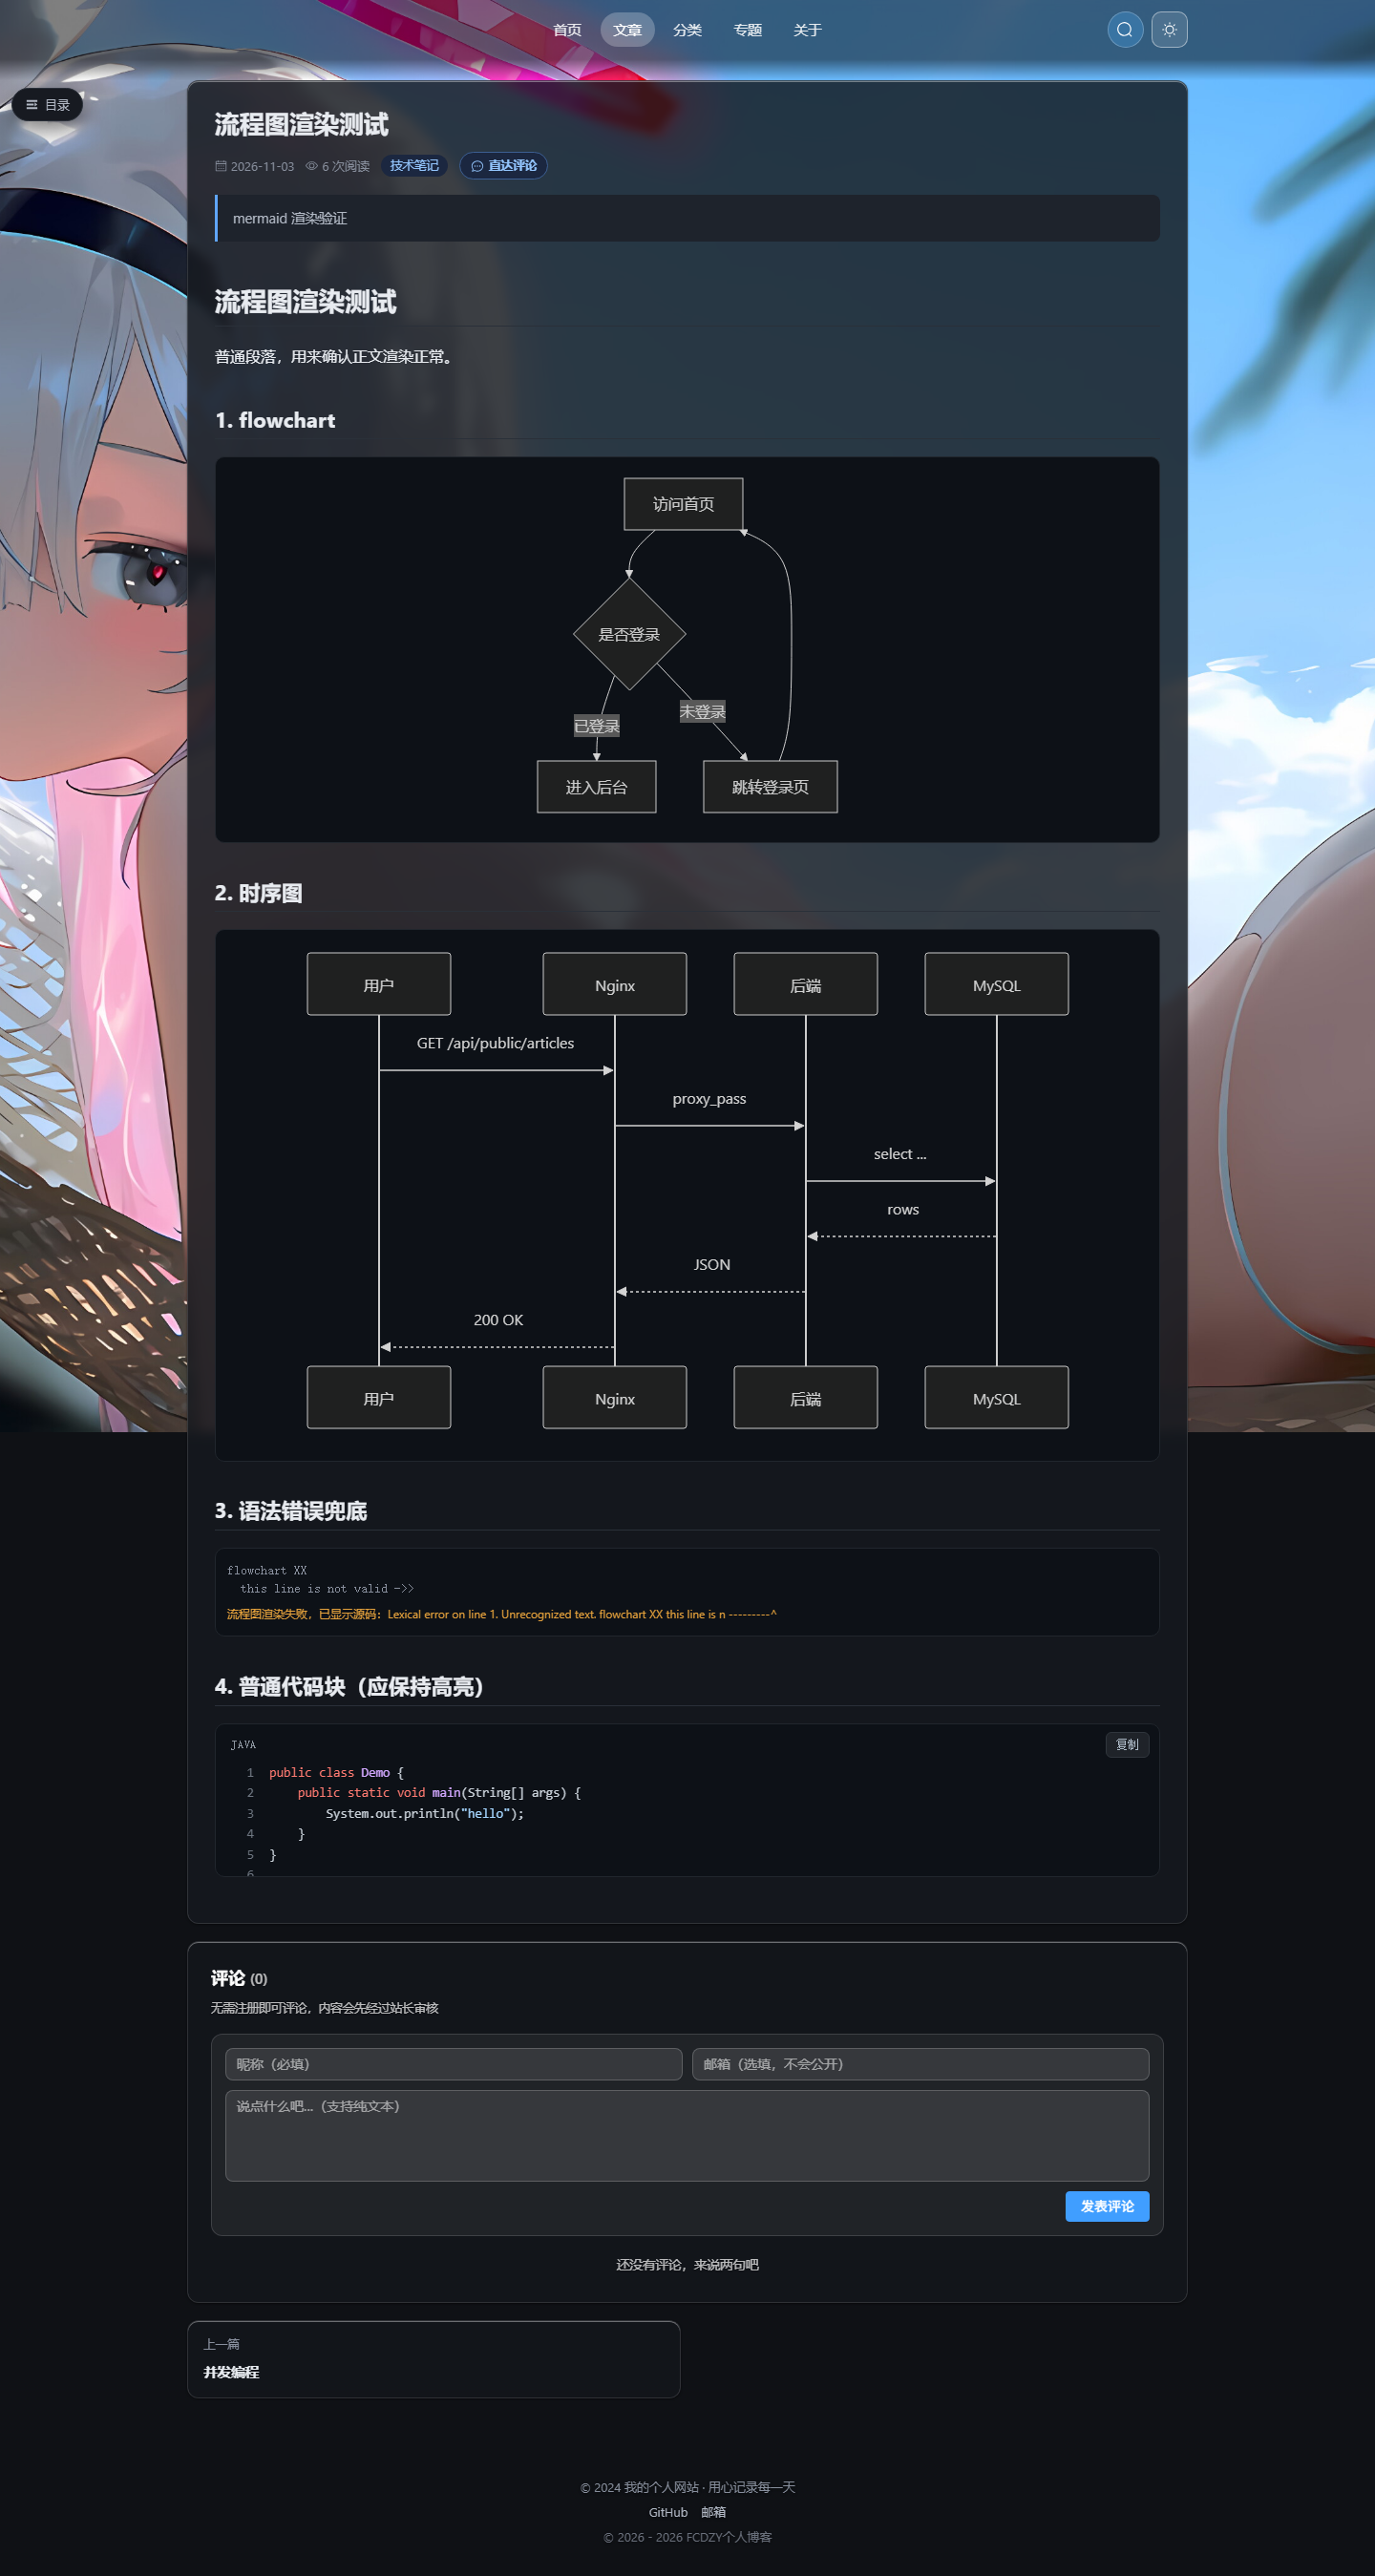 首页 文章 分类 专题 关于
目录
流程图渲染测试
2026-11-03 6 次阅读 技术笔记 直达评论
mermaid 渲染验证
流程图渲染测试
普通段落，用来确认正文渲染正常。
1. flowchart
访问首页
是否登录
未登录
已登录
进入后台 跳转登录页
2. 时序图
用户 Nginx 后端 MySQL
GET /api/public/articles
proxy_pass
select ...
rows
JSON
200 OK
用户 Nginx 后端 MySQL
3. 语法错误兜底
flowchart XX
this line is not valid ->>
流程图渲染失败，已显示源码：Lexical error on line 1. Unrecognized text. flowchart XX this line is n ---------^
4. 普通代码块（应保持高亮）
JAVA 复制
1 public class Demo {
2     public static void main(String[] args) {
3         System.out.println("hello");
4     }
5 }
6
评论 (0)
无需注册即可评论，内容会先经过站长审核
昵称（必填） 邮箱（选填，不会公开）
说点什么吧...（支持纯文本）
发表评论
还没有评论，来说两句吧
上一篇
并发编程
© 2024 我的个人网站 · 用心记录每一天
GitHub 邮箱
© 2026 - 2026 FCDZY个人博客